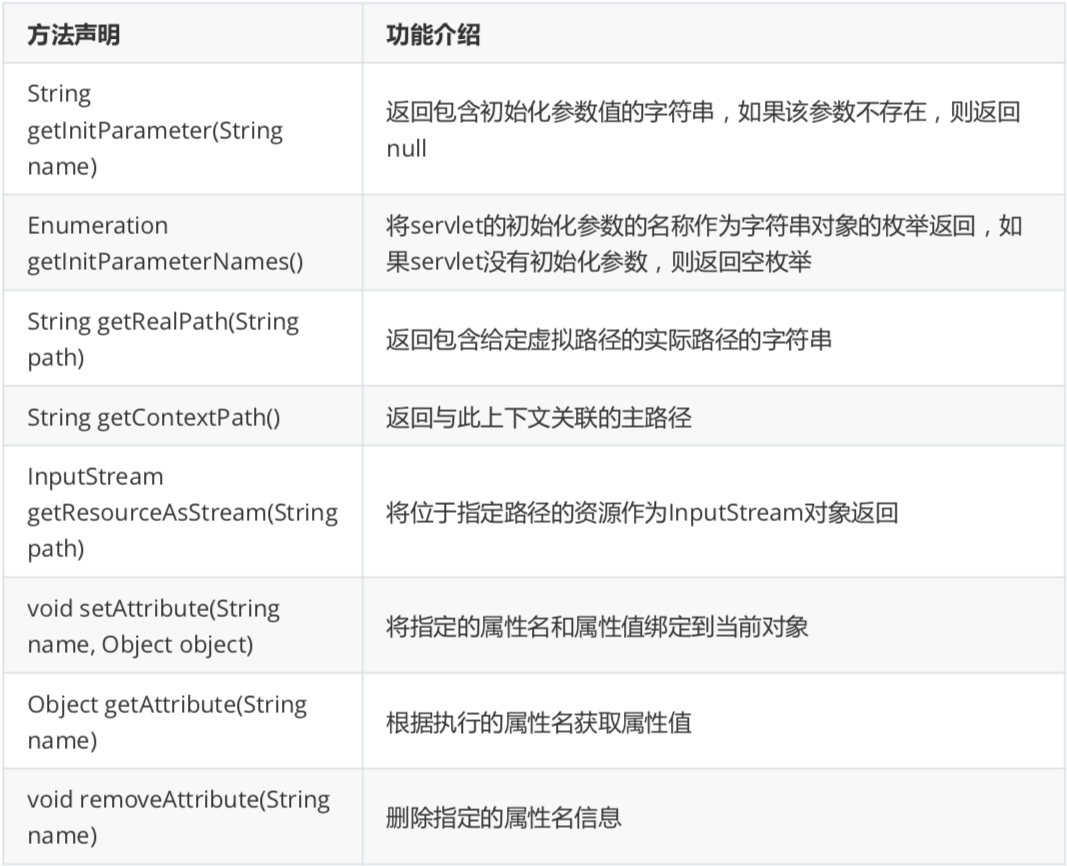 方法声明
功能介绍
String
getInitParameter(String
name)
返回包含初始化参数值的字符串，如果该参数不存在，则返回
null
Enumeration
getInitParameterNames()
将servlet的初始化参数的名称作为字符串对象的枚举返回，如
果servlet没有初始化参数，则返回空枚举
String getRealPath(String
path)
返回包含给定虚拟路径的实际路径的字符串
String getContextPath()
返回与此上下文关联的主路径
InputStream
getResourceAsStream(String
path)
将位于指定路径的资源作为InputStream对象返回
void setAttribute(String
name, Object object)
将指定的属性名和属性值绑定到当前对象
Object getAttribute(String
name)
根据执行的属性名获取属性值
void removeAttribute(String
name)
删除指定的属性名信息